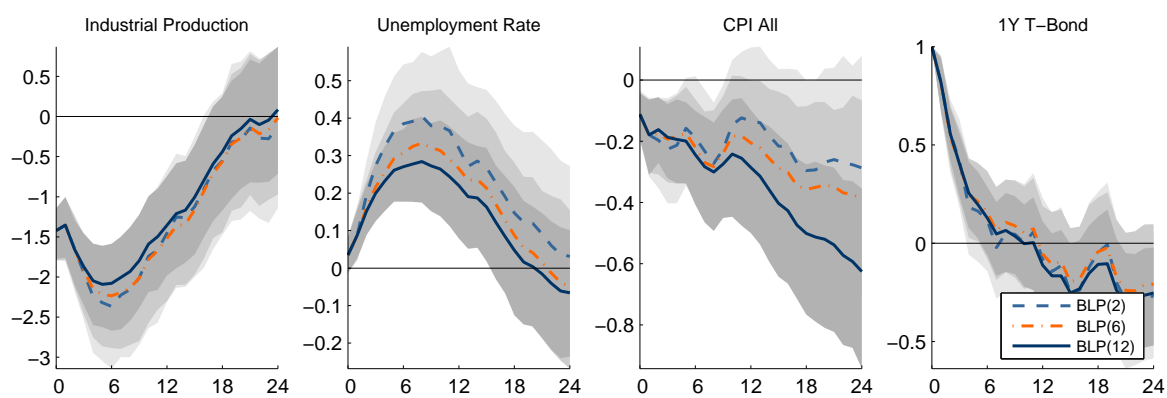 Industrial Production
0.5
0
−0.5
−1
−1.5
−2
−2.5
−3
0 6 12 18 24
Unemployment Rate
0.5
0.4
0.3
0.2
0.1
0
−0.1
−0.2
0 6 12 18 24
CPI All
0
−0.2
−0.4
−0.6
−0.8
0 6 12 18 24
1Y T−Bond
1
0.5
0
−0.5
0 6 12 18 24
BLP(2)
BLP(6)
BLP(12)